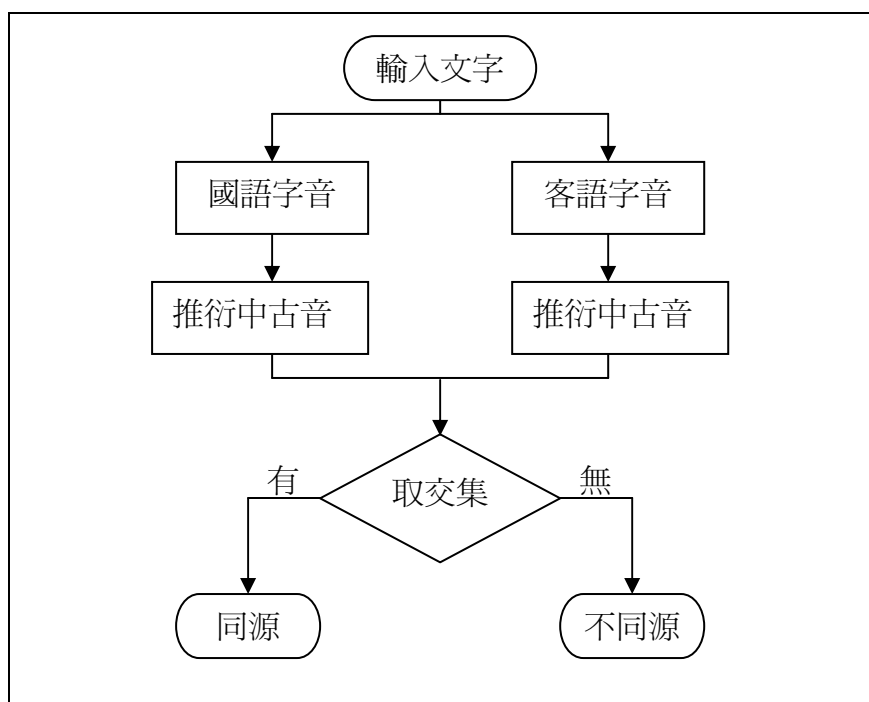 輸入文字
國語字音
客語字音
推衍中古音
推衍中古音
取交集
有
無
同源
不同源